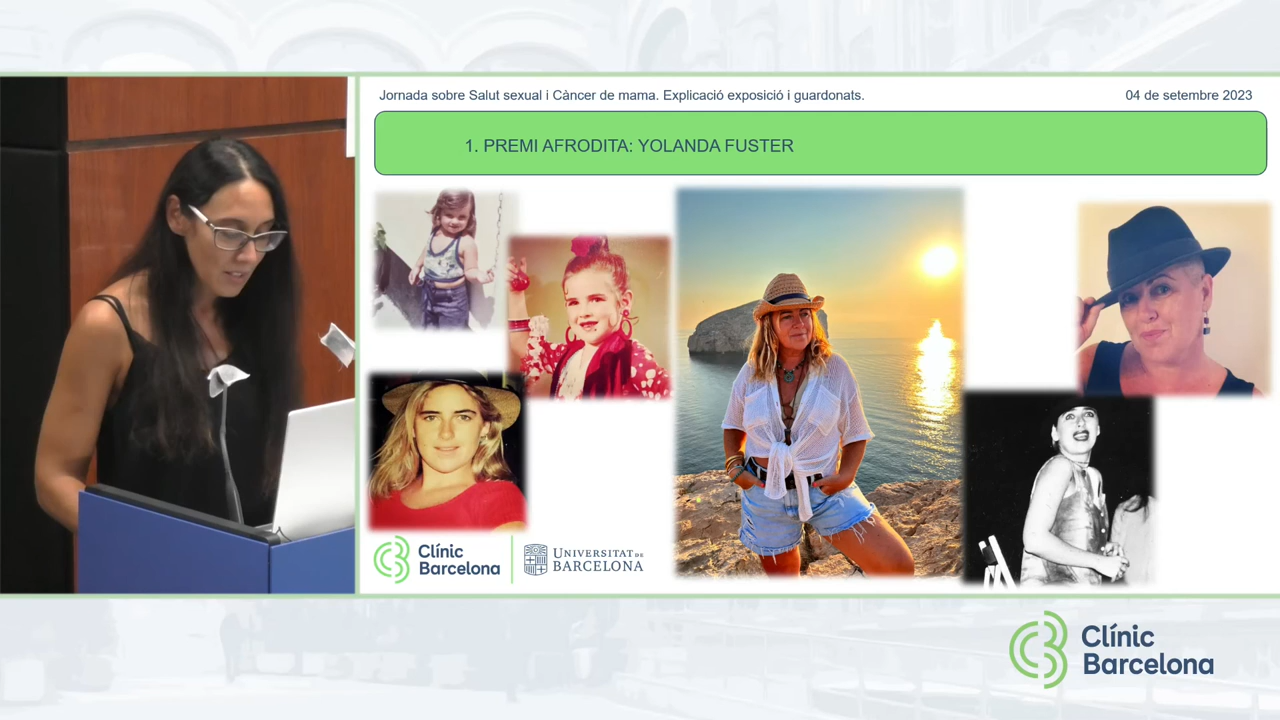 Jornada sobre Salut sexual i Càncer de mama. Explicació exposició i guardonats.
04 de setembre 2023
1. PREMI AFRODITA: YOLANDA FUSTER
Clínic
Barcelona
UNIVERSITAT DE
BARCELONA
Clínic
Barcelona